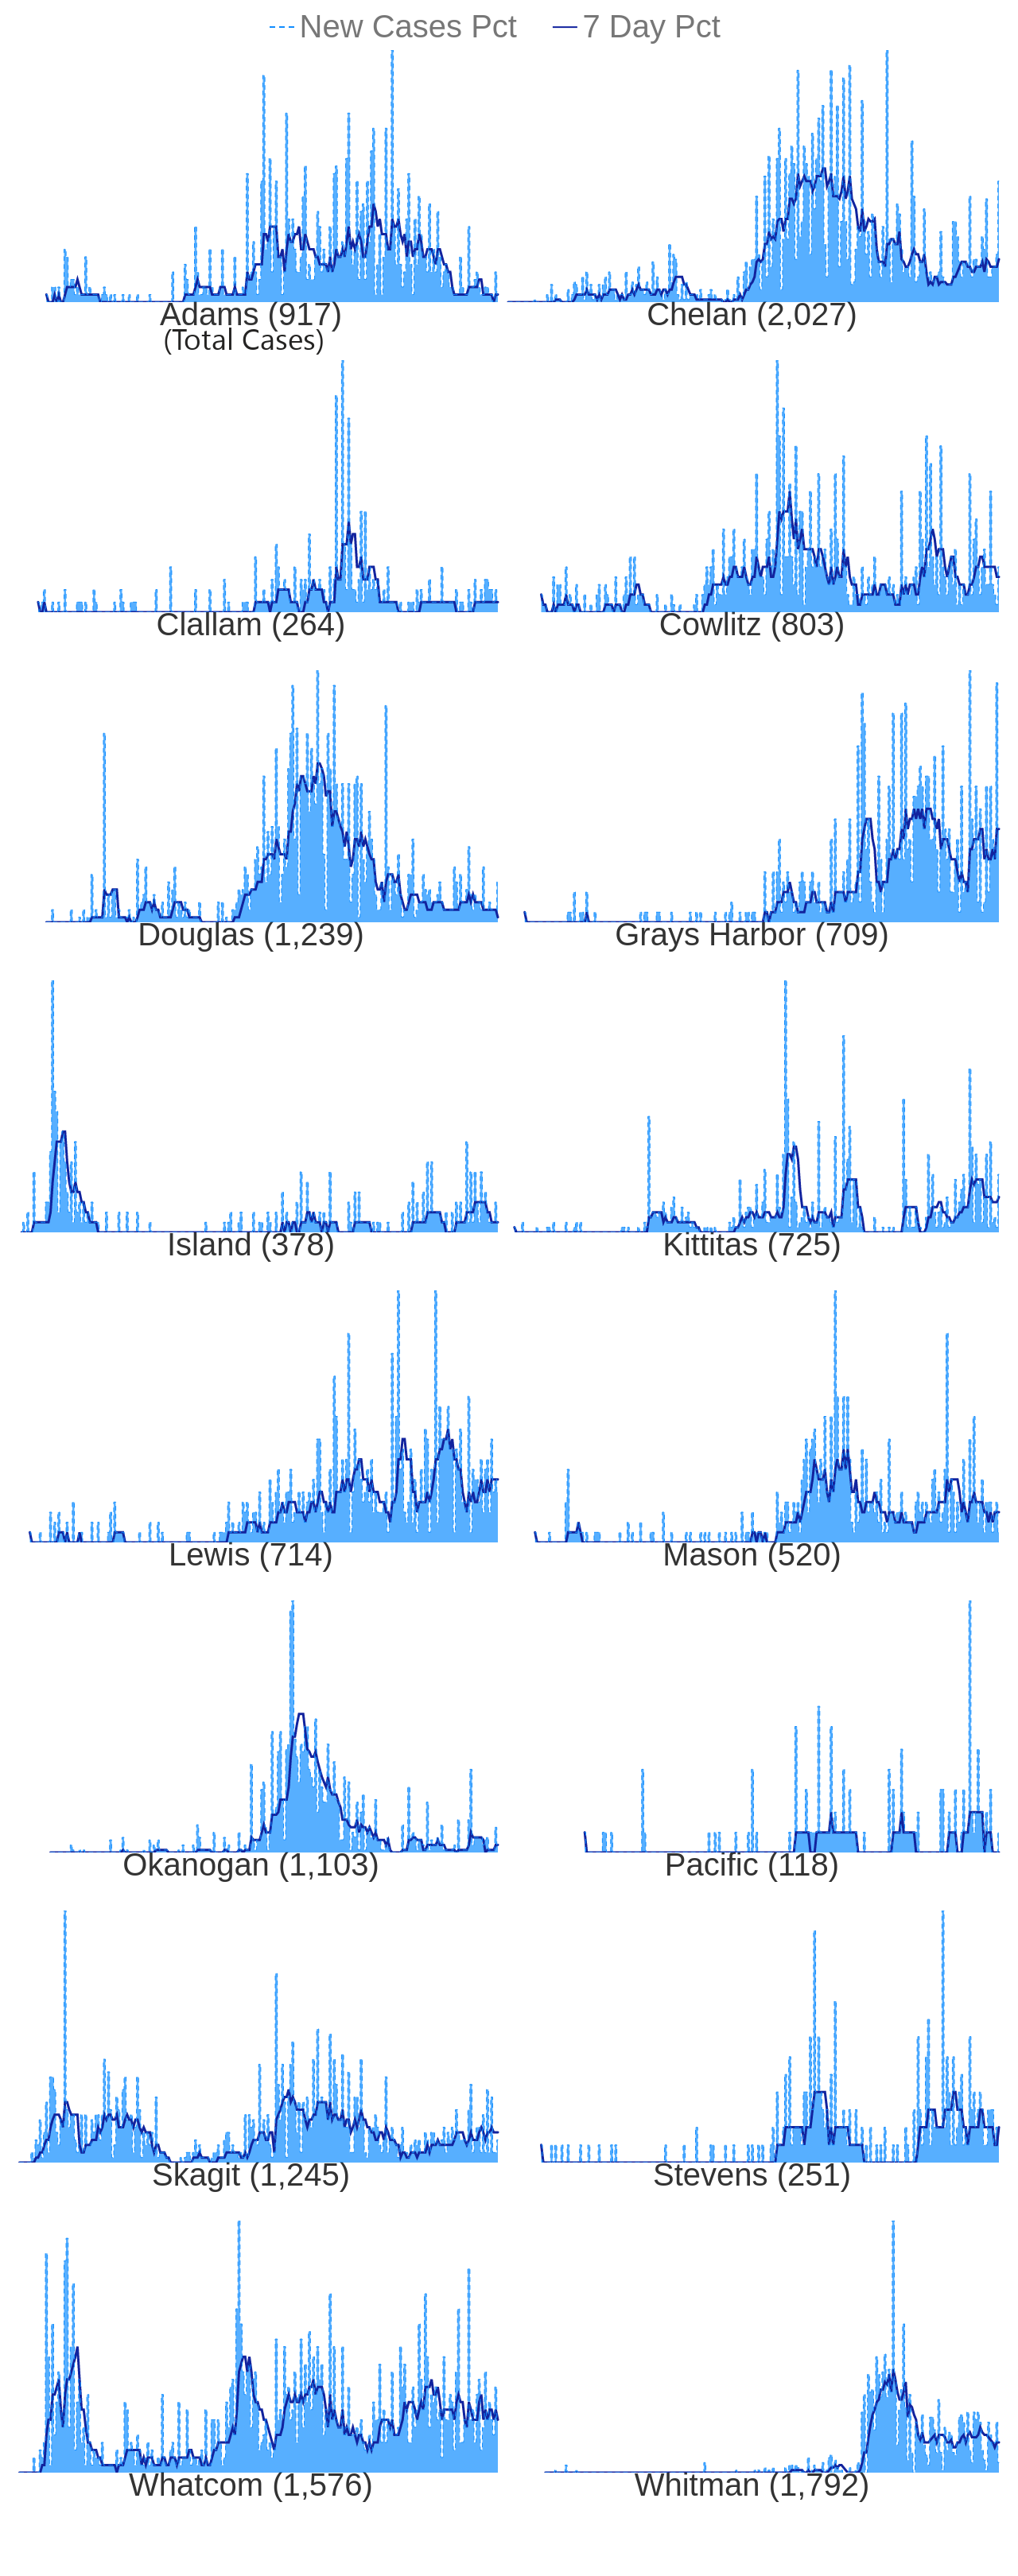 New Cases Pct 7 Day Pct
Adams (917) Chelan (2,027)
(Total Cases)
Clallam (264) Cowlitz (803)
Douglas (1,239) Grays Harbor (709)
Island (378) Kittitas (725)
Lewis (714) Mason (520)
Okanogan (1,103) Pacific (118)
Skagit (1,245) Stevens (251)
Whatcom (1,576) Whitman (1,792)